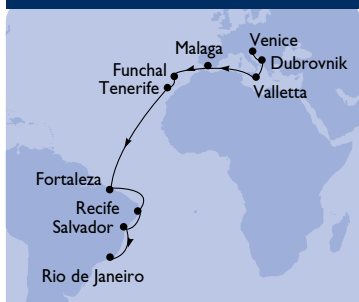 Venice
Malaga
Dubrovnik
Funchal
Tenerife
Valletta
Fortaleza
Recife
Salvador
Rio de Janeiro